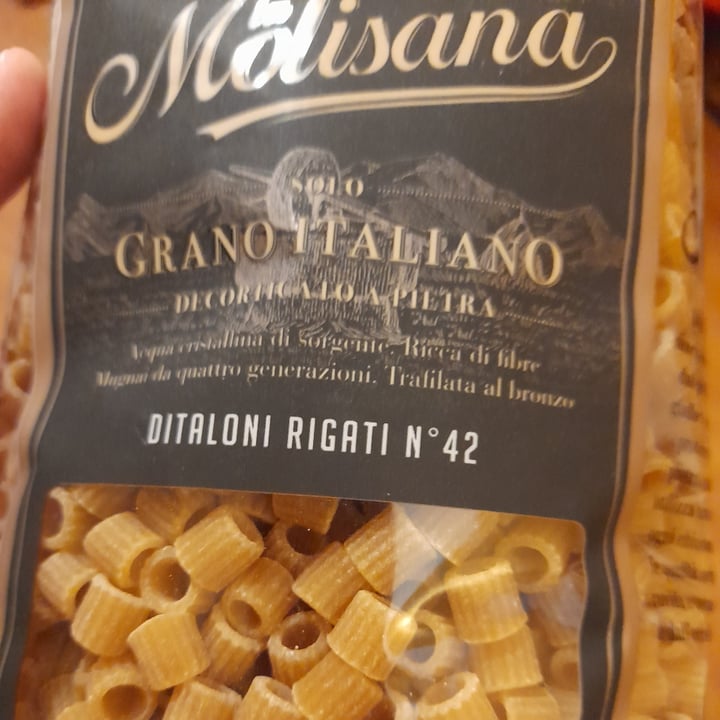 La
Molisana
SOLO
GRANO ITALIANO
DECORTICATO A PIETRA
Acqua cristallina di sorgente. Ricca di fibre
Mugnai da quattro generazioni. Trafilata al bronzo
DITALONI RIGATI N°42